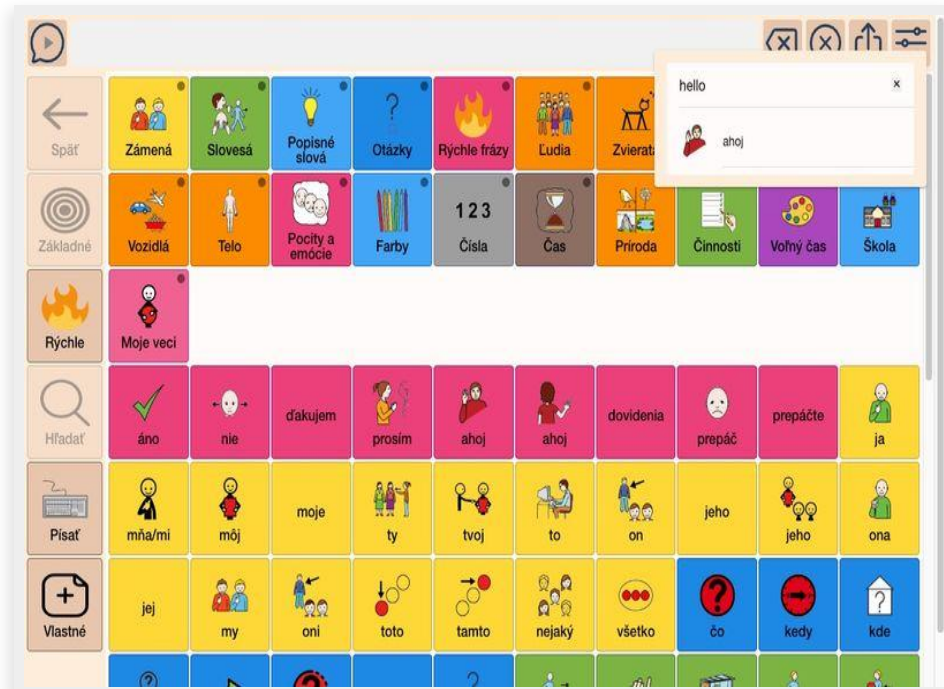 hello
ahoj
Späť
Zámená
Slovesá
Popisné
slová
Otázky
Rýchle frázy
Ľudia
Základné
Vozidlá
Telo
Pocity a
emócie
Farby
1 2 3
Čísla
Čas
Príroda
Činnosti
Voľný čas
Škola
Rýchle
Moje veci
Hľadať
áno
nie
ďakujem
prosím
ahoj
ahoj
dovidenia
prepáč
prepáčte
ja
Písať
mňa/mi
môj
moje
ty
tvoj
to
on
jeho
jeho
ona
Vlastné
jej
my
oni
toto
tamto
nejaký
všetko
čo
kedy
kde